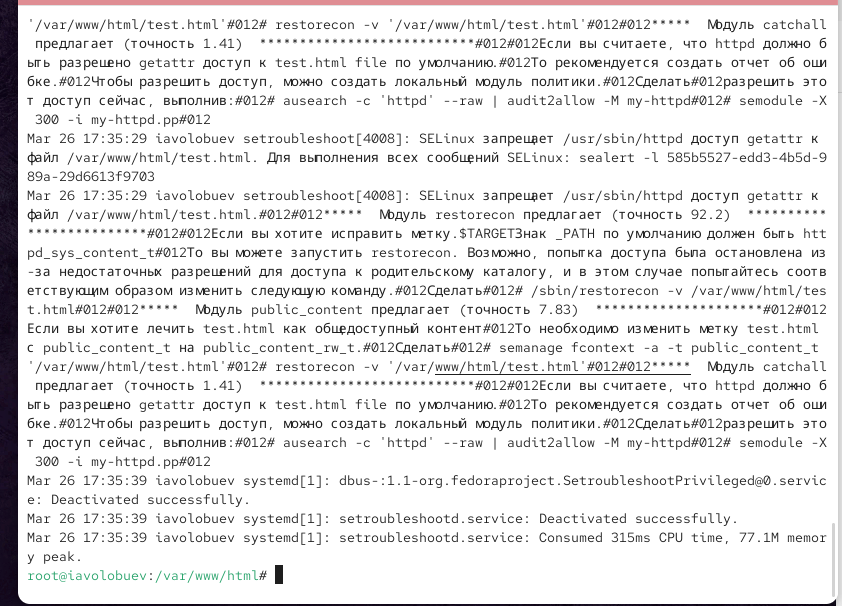 '/var/www/html/test.html'#012# restorecon -v '/var/www/html/test.html'#012#012***** Модуль catchall
предлагает (точность 1.41) **************************#012#012Если вы считаете, что httpd должно б
ыть разрешено getattr доступ к test.html file по умолчанию.#012То рекомендуется создать отчет об оши
бке.#012Чтобы разрешить доступ, можно создать локальный модуль политики.#012Сделать#012разрешить это
т доступ сейчас, выполнив:#012# ausearch -c 'httpd' --raw | audit2allow -M my-httpd#012# semodule -X
300 -i my-httpd.pp#012
Mar 26 17:35:29 iavolobuev setroubleshoot[4008]: SELinux запрещает /usr/sbin/httpd доступ getattr к
файл /var/www/html/test.html. Для выполнения всех сообщений SELinux: sealert -l 585b5527-edd3-4b5d-9
89a-29d6613f9703
Mar 26 17:35:29 iavolobuev setroubleshoot[4008]: SELinux запрещает /usr/sbin/httpd доступ getattr к
файл /var/www/html/test.html.#012#012***** Модуль restorecon предлагает (точность 92.2) **********
***************#012#012Если вы хотите исправить метку.$TARGETЗнак _PATH по умолчанию должен быть htt
pd_sys_content_t#012То вы можете запустить restorecon. Возможно, попытка доступа была остановлена из
-за недостаточных разрешений для доступа к родительскому каталогу, и в этом случае попытайтесь соотв
етствующим образом изменить следующую команду.#012Сделать#012# /sbin/restorecon -v /var/www/html/tes
t.html#012#012***** Модуль public_content предлагает (точность 7.83) *********************#012#012
Если вы хотите лечить test.html как общедоступный контент#012То необходимо изменить метку test.html
с public_content_t на public_content_rw_t.#012Сделать#012# semanage fcontext -a -t public_content_t
'/var/www/html/test.html'#012# restorecon -v '/var/www/html/test.html'#012#012***** Модуль catchall
предлагает (точность 1.41) **************************#012#012Если вы считаете, что httpd должно б
ыть разрешено getattr доступ к test.html file по умолчанию.#012То рекомендуется создать отчет об оши
бке.#012Чтобы разрешить доступ, можно создать локальный модуль политики.#012Сделать#012разрешить это
т доступ сейчас, выполнив:#012# ausearch -c 'httpd' --raw | audit2allow -M my-httpd#012# semodule -X
300 -i my-httpd.pp#012
Mar 26 17:35:39 iavolobuev systemd[1]: dbus-:1.1-org.fedoraproject.SetroubleshootPrivileged@0.servic
e: Deactivated successfully.
Mar 26 17:35:39 iavolobuev systemd[1]: setroubleshootd.service: Deactivated successfully.
Mar 26 17:35:39 iavolobuev systemd[1]: setroubleshootd.service: Consumed 315ms CPU time, 77.1M memor
y peak.
root@iavolobuev:/var/www/html#